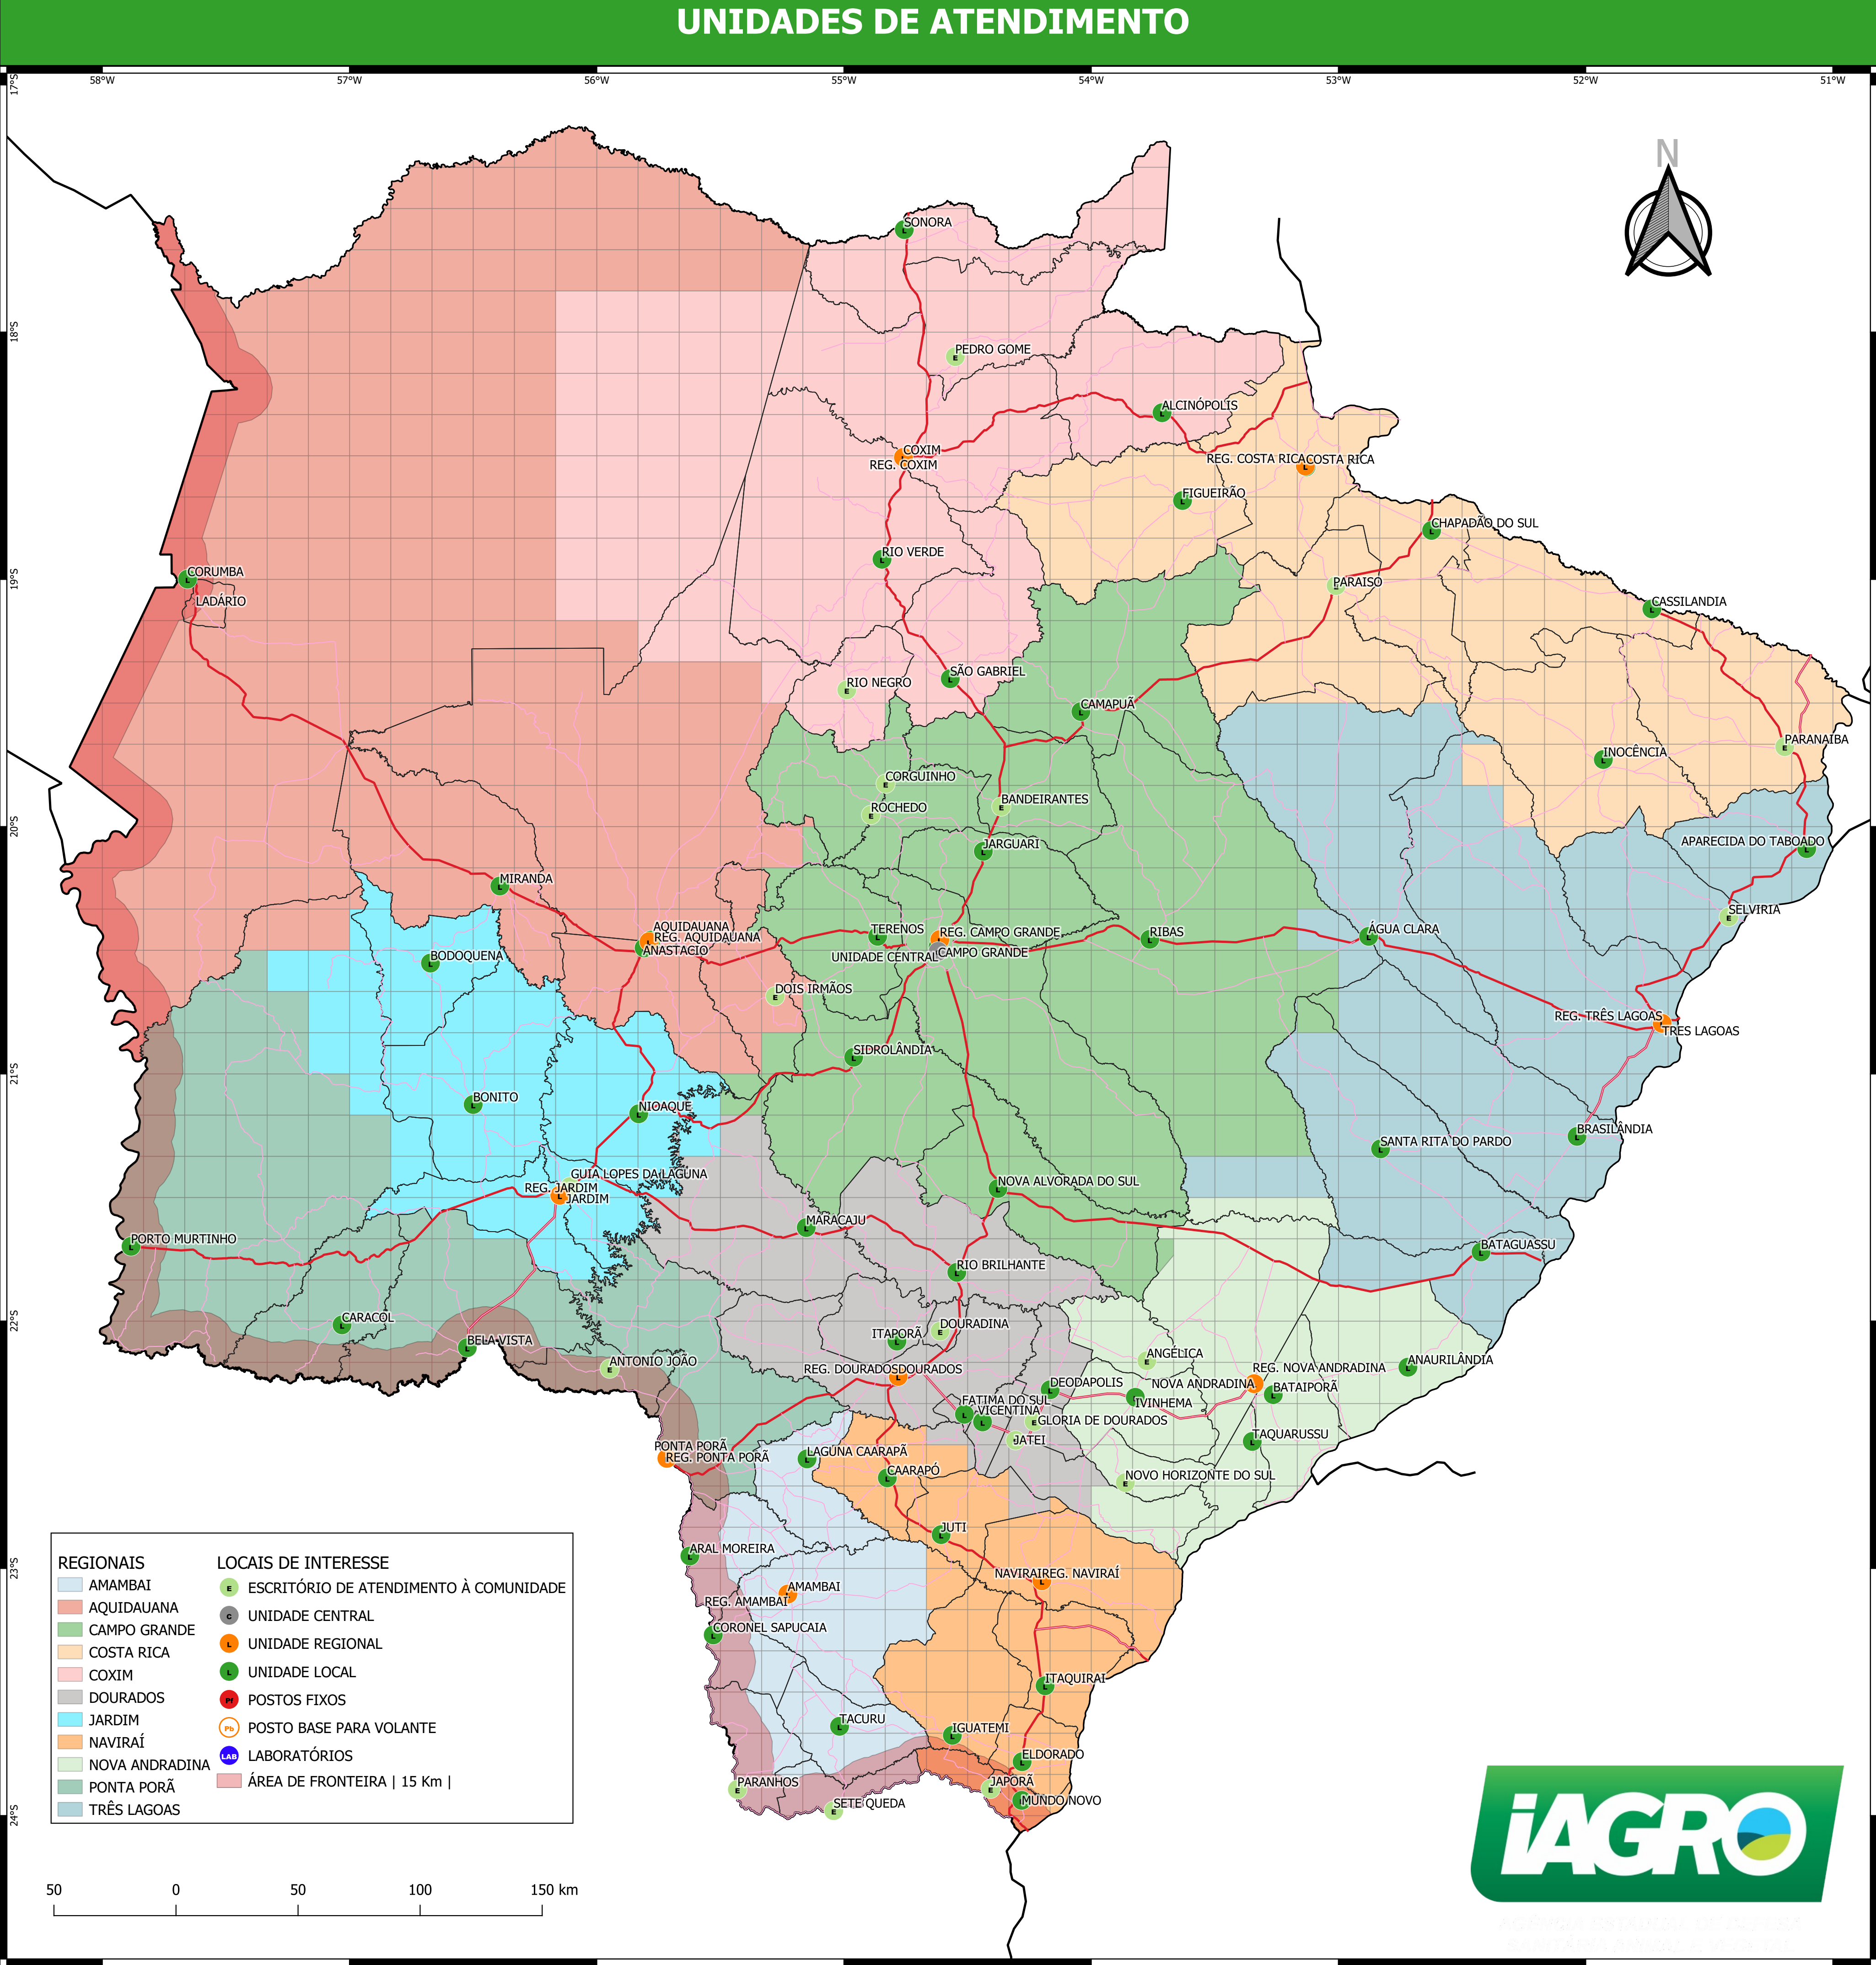 UNIDADES DE ATENDIMENTO
58°W
57°W
56°W
55°W
54°W
53°W
52°W
51°W
17°S
18°S
19°S
20°S
21°S
22°S
23°S
24°S
N
SONORA
PEDRO GOME
ALCINÓPOLIS
COXIM
REG. COXIM
REG. COSTA RICA
COSTA RICA
FIGUEIRÃO
CHAPADÃO DO SUL
RIO VERDE
CORUMBA
LADÁRIO
PARAISO
CASSILANDIA
SÃO GABRIEL
RIO NEGRO
CAMAPUÃ
PARANAIBA
INOCÊNCIA
CORGUINHO
BANDEIRANTES
ROCHEDO
JARGUARI
APARECIDA DO TABOADO
MIRANDA
SELVIRIA
AQUIDAUANA
REG. AQUIDAUANA
ANASTACIO
TERENOS
REG. CAMPO GRANDE
RIBAS
ÁGUA CLARA
UNIDADE CENTRAL
CAMPO GRANDE
BODOQUENA
DOIS IRMÃOS
REG. TRÊS LAGOAS
TRES LAGOAS
SIDROLÂNDIA
BONITO
NIOAQUE
BRASILÂNDIA
SANTA RITA DO PARDO
GUIA LOPES DA LAGUNA
REG. JARDIM
JARDIM
NOVA ALVORADA DO SUL
MARACAJU
PORTO MURTINHO
BATAGUASSU
RIO BRILHANTE
CARACOL
BELA VISTA
ITAPORÃ
DOURADINA
ANTONIO JOÃO
ANGÉLICA
ANAURILÂNDIA
REG. DOURADOS
DOURADOS
REG. NOVA ANDRADINA
DEODAPOLIS
NOVA ANDRADINA
BATAIPORÃ
FATIMA DO SUL
IVINHEMA
VICENTINA
GLORIA DE DOURADOS
JATEI
TAQUARUSSU
PONTA PORÃ
REG. PONTA PORÃ
LAGUNA CAARAPÃ
CAARAPÓ
NOVO HORIZONTE DO SUL
JUTI
ARAL MOREIRA
NAVIRAI
REG. NAVIRAÍ
AMAMBAI
REG. AMAMBAI
CORONEL SAPUCAIA
ITAQUIRAI
TACURU
IGUATEMI
ELDORADO
PARANHOS
JAPORÃ
SETE QUEDA
MUNDO NOVO
REGIONAIS
AMAMBAI
AQUIDAUANA
CAMPO GRANDE
COSTA RICA
COXIM
DOURADOS
JARDIM
NAVIRAÍ
NOVA ANDRADINA
PONTA PORÃ
TRÊS LAGOAS
LOCAIS DE INTERESSE
E ESCRITÓRIO DE ATENDIMENTO À COMUNIDADE
C UNIDADE CENTRAL
L UNIDADE REGIONAL
L UNIDADE LOCAL
Pf POSTOS FIXOS
Pb POSTO BASE PARA VOLANTE
LAB LABORATÓRIOS
ÁREA DE FRONTEIRA | 15 Km |
50 0 50 100 150 km
iAGRO